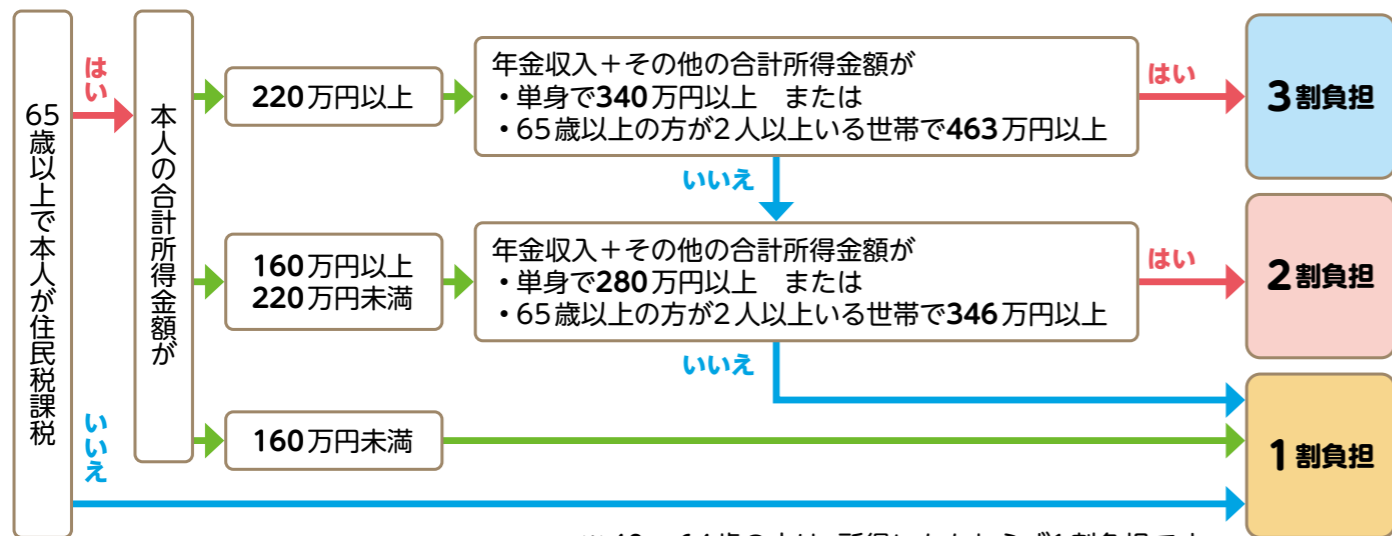 65歳以上で本人が住民税課税
はい
いいえ
本人の合計所得金額が
220万円以上
年金収入＋その他の合計所得金額が
・単身で340万円以上　または
・65歳以上の方が2人以上いる世帯で463万円以上
はい
3割負担
いいえ
160万円以上
220万円未満
年金収入＋その他の合計所得金額が
・単身で280万円以上　または
・65歳以上の方が2人以上いる世帯で346万円以上
はい
2割負担
いいえ
160万円未満
1割負担